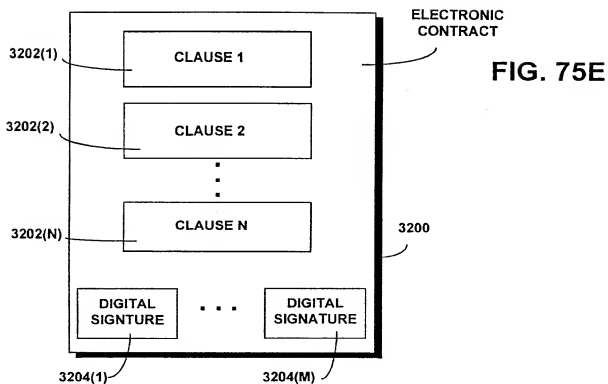 ELECTRONIC
CONTRACT
FIG. 75E
3202(1)
CLAUSE 1
3202(2)
CLAUSE 2
3202(N)
CLAUSE N
3200
DIGITAL
SIGNTURE
DIGITAL
SIGNATURE
3204(1)
3204(M)